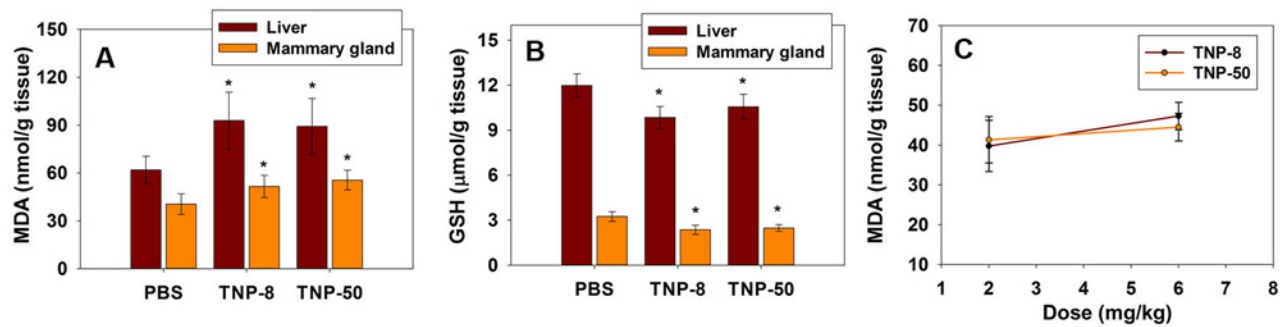 A
Liver
Mammary gland
MDA (nmol/g tissue)
150
120
90
60
30
0
*
*
*
*
PBS
TNP-8
TNP-50
B
Liver
Mammary gland
GSH (μmol/g tissue)
15
12
9
6
3
0
*
*
*
*
PBS
TNP-8
TNP-50
C
TNP-8
TNP-50
MDA (nmol/g tissue)
70
60
50
40
30
20
10
1
2
3
4
5
6
7
8
Dose (mg/kg)